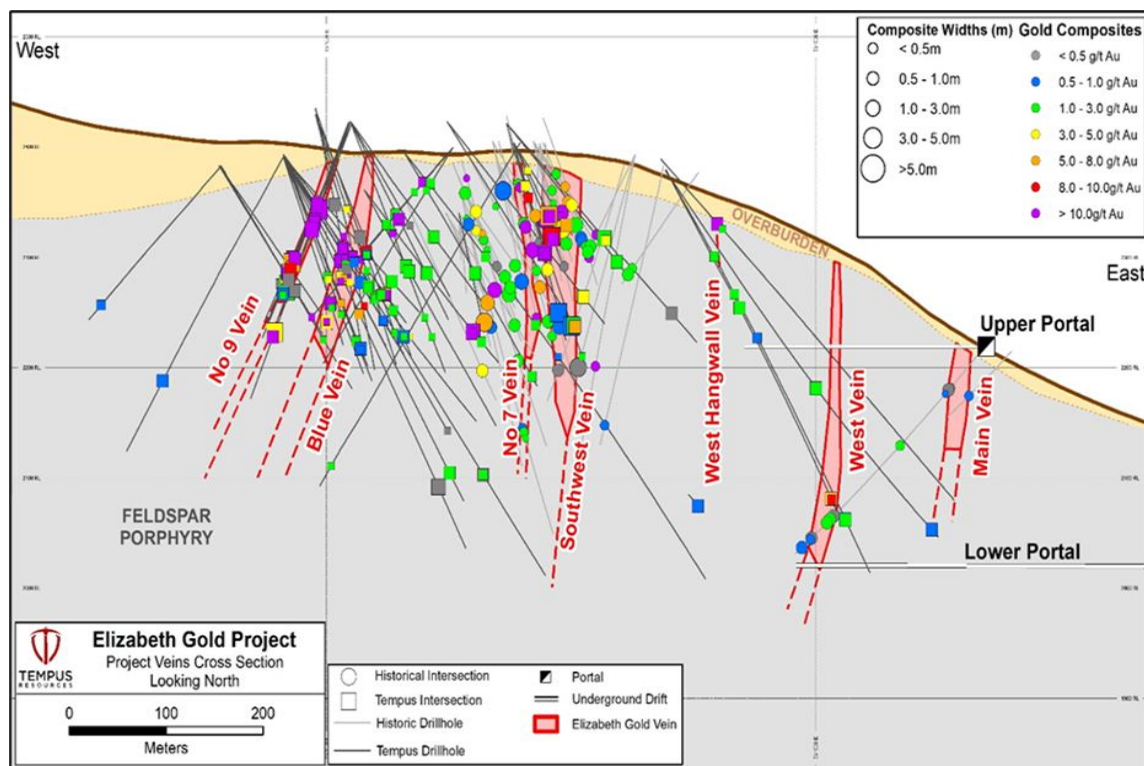 West
East
Composite Widths (m)
< 0.5m
0.5 - 1.0m
1.0 - 3.0m
3.0 - 5.0m
>5.0m
Gold Composites
< 0.5 g/t Au
0.5 - 1.0 g/t Au
1.0 - 3.0 g/t Au
3.0 - 5.0 g/t Au
5.0 - 8.0 g/t Au
8.0 - 10.0g/t Au
> 10.0g/t Au
OVERBURDEN
Upper Portal
No 9 Vein
Blue Vein
No 7 Vein
Southwest Vein
West Hangwall Vein
West Vein
Main Vein
FELDSPAR
PORPHYRY
Lower Portal
TEMPUS
RESOURCES
Elizabeth Gold Project
Project Veins Cross Section
Looking North
0 100 200
Meters
Historical Intersection
Tempus Intersection
Historic Drillhole
Tempus Drillhole
Portal
Underground Drift
Elizabeth Gold Vein